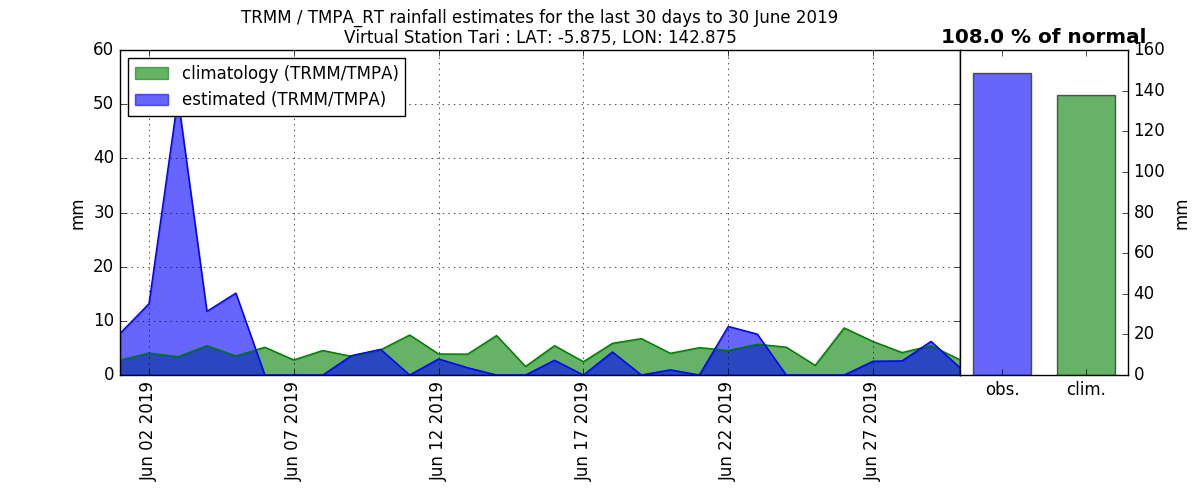 TRMM / TMPA_RT rainfall estimates for the last 30 days to 30 June 2019
Virtual Station Tari : LAT: -5.875, LON: 142.875
108.0 % of normal
climatology (TRMM/TMPA)
estimated (TRMM/TMPA)
60
50
40
30
20
10
0
mm
Jun 02 2019
Jun 07 2019
Jun 12 2019
Jun 17 2019
Jun 22 2019
Jun 27 2019
obs.
clim.
160
140
120
100
80
60
40
20
0
mm